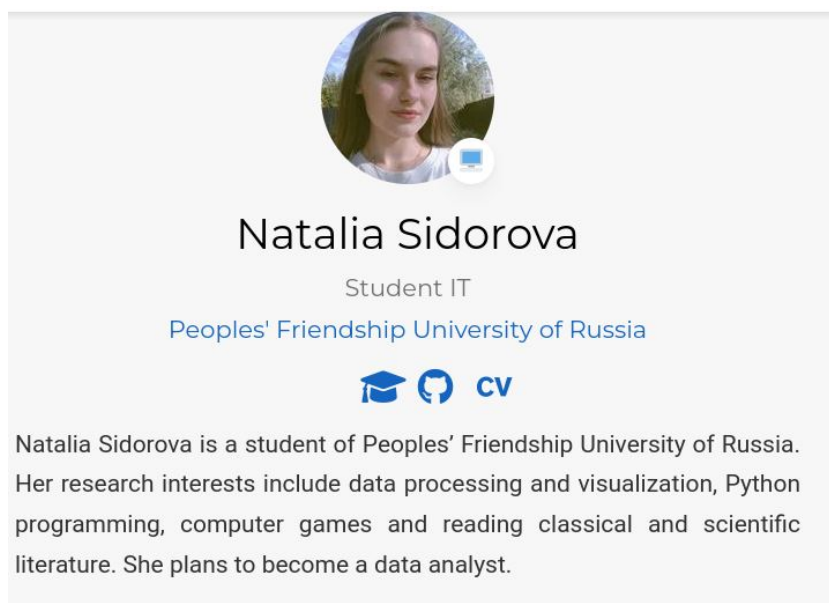 Natalia Sidorova
Student IT
Peoples' Friendship University of Russia
CV
Natalia Sidorova is a student of Peoples’ Friendship University of Russia.
Her research interests include data processing and visualization, Python
programming, computer games and reading classical and scientific
literature. She plans to become a data analyst.